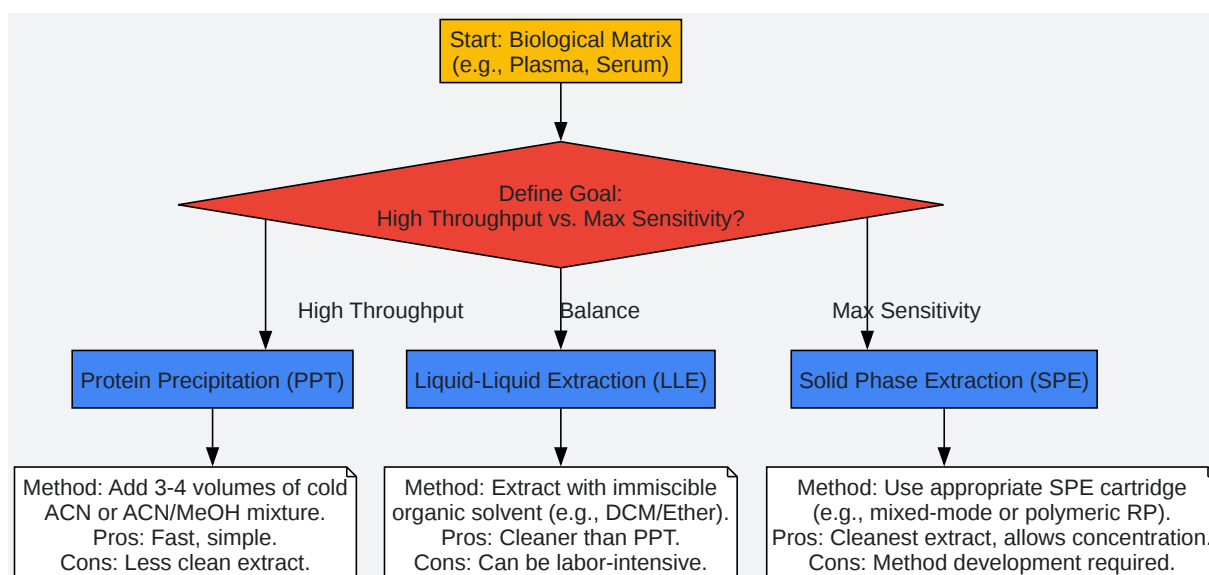 Start: Biological Matrix
(e.g., Plasma, Serum)
Define Goal:
High Throughput vs. Max Sensitivity?
High Throughput
Balance
Max Sensitivity
Protein Precipitation (PPT)
Liquid-Liquid Extraction (LLE)
Solid Phase Extraction (SPE)
Method: Add 3-4 volumes of cold
ACN or ACN/MeOH mixture.
Pros: Fast, simple.
Cons: Less clean extract.
Method: Extract with immiscible
organic solvent (e.g., DCM/Ether).
Pros: Cleaner than PPT.
Cons: Can be labor-intensive.
Method: Use appropriate SPE cartridge
(e.g., mixed-mode or polymeric RP).
Pros: Cleanest extract, allows concentration.
Cons: Method development required.